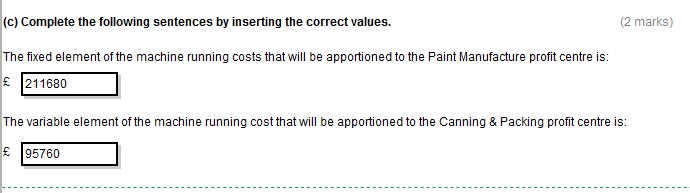 (c) Complete the following sentences by inserting the correct values. (2 marks)
The fixed element of the machine running costs that will be apportioned to the Paint Manufacture profit centre is:
£ 211680
The variable element of the machine running cost that will be apportioned to the Canning & Packing profit centre is:
£ 95760